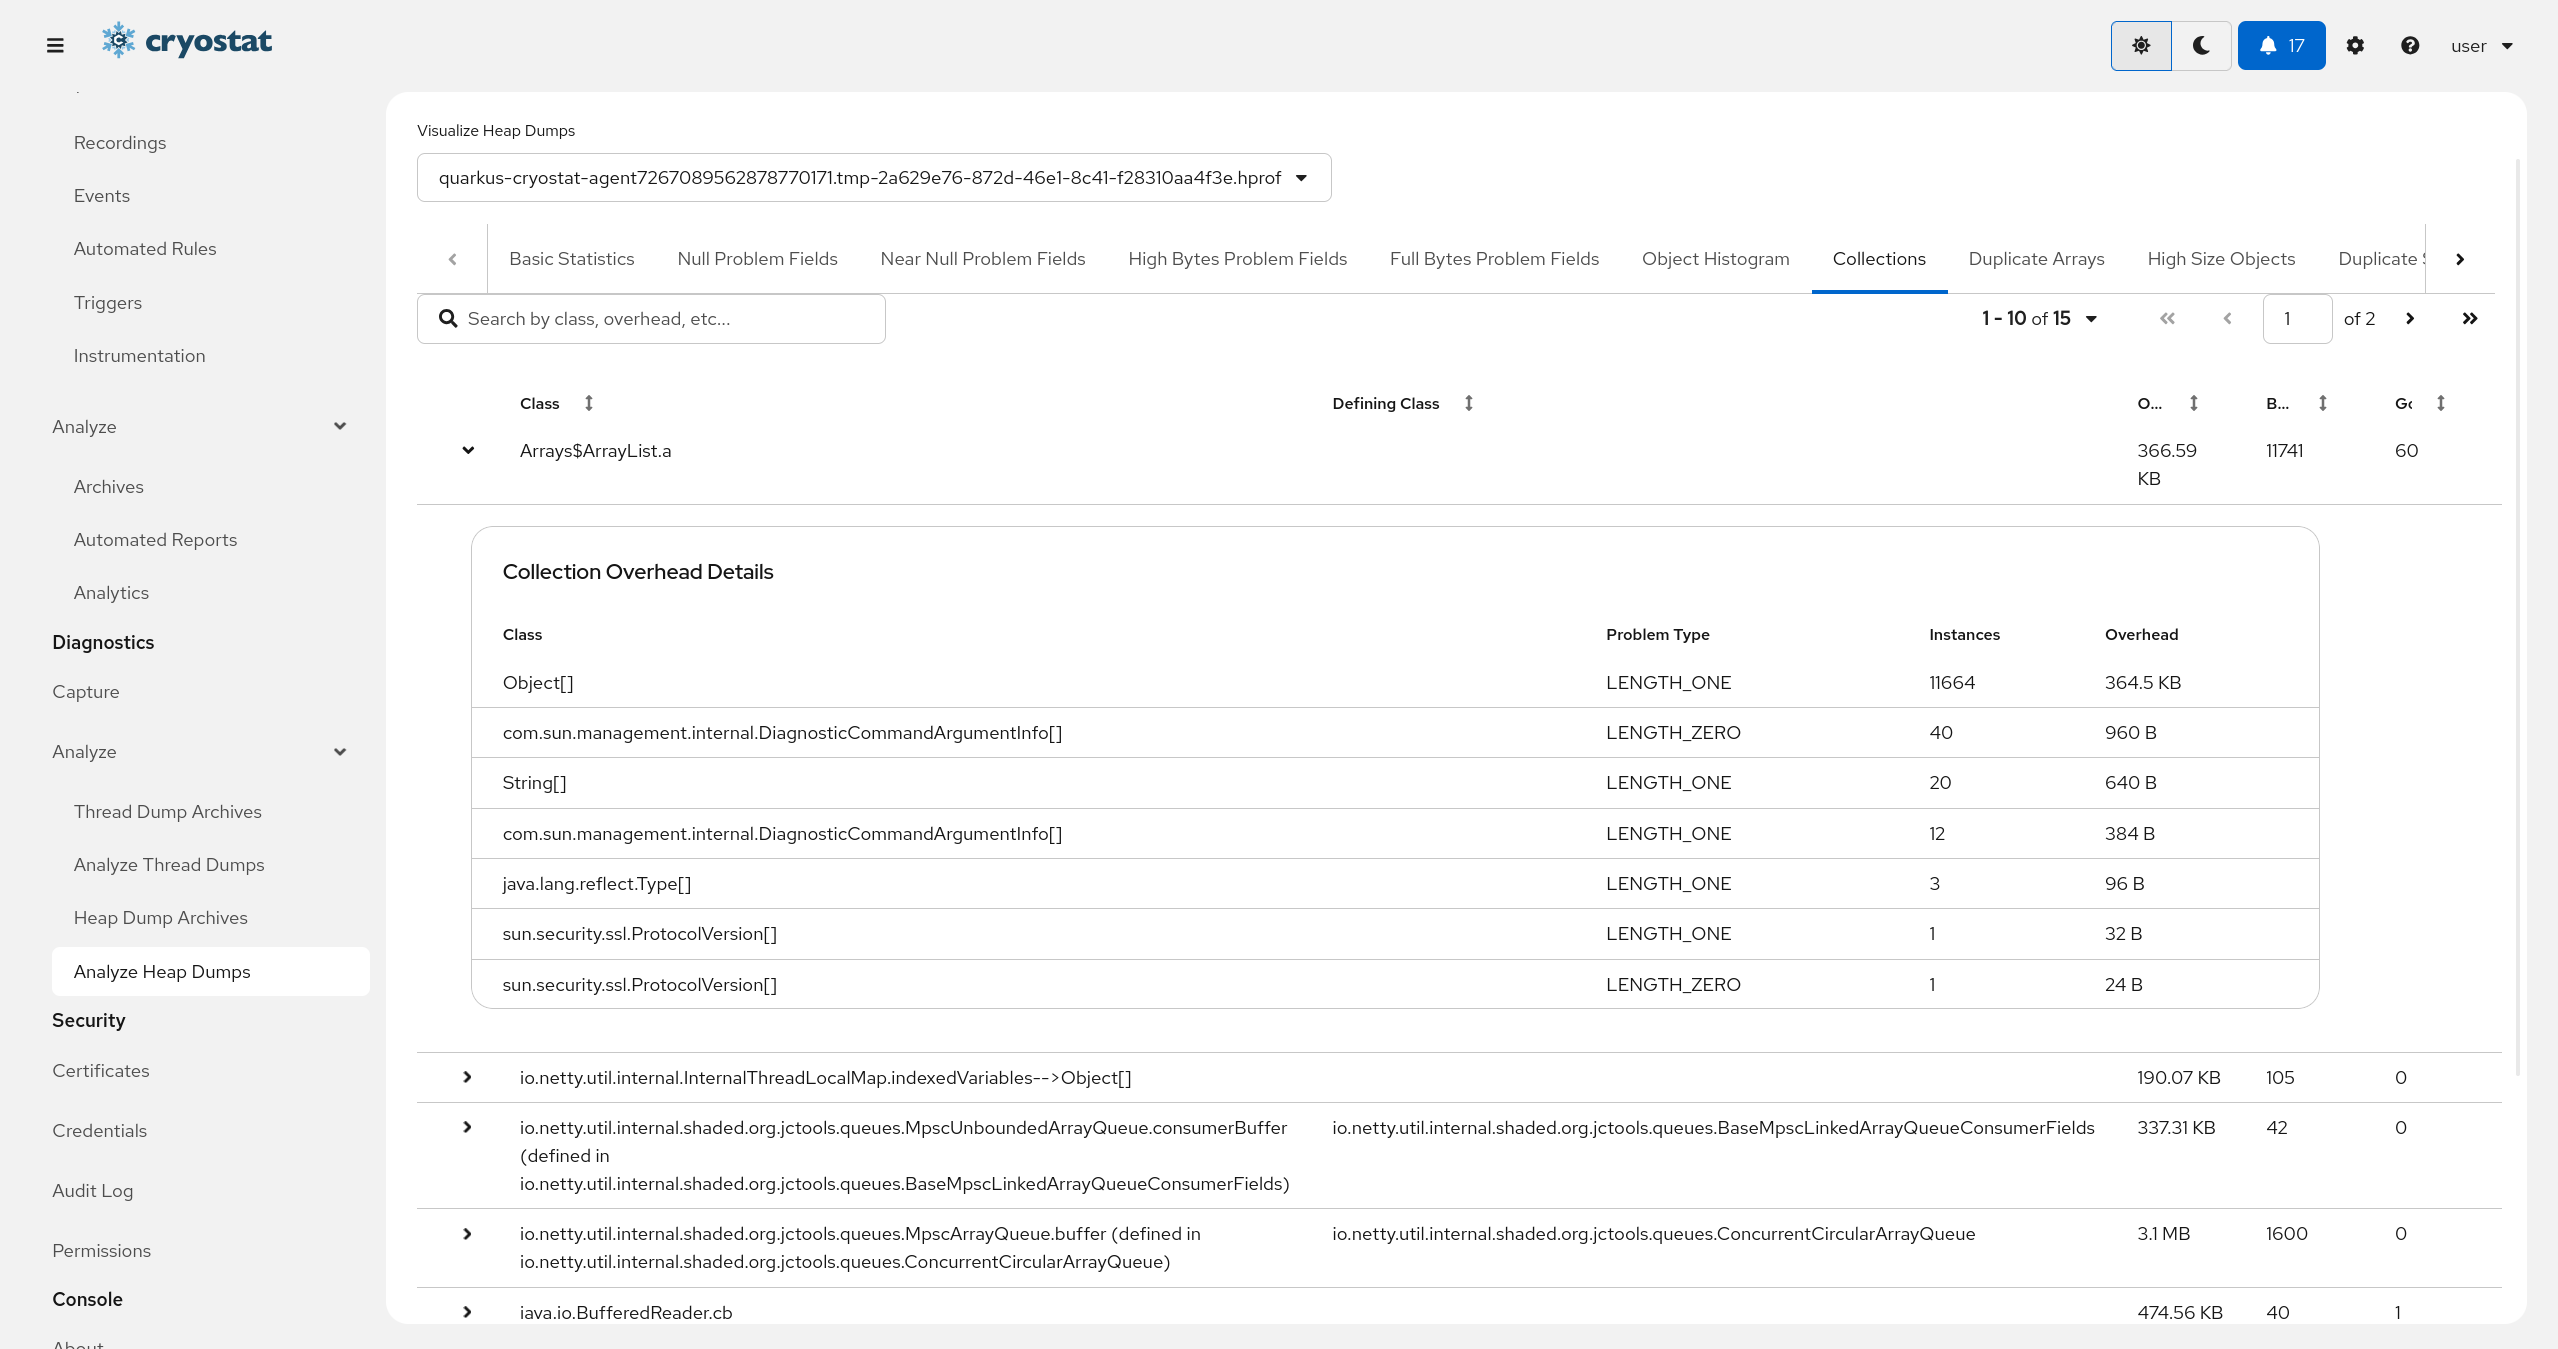 cryostat
17
user
Recordings
Events
Automated Rules
Triggers
Instrumentation
Analyze
Archives
Automated Reports
Analytics
Diagnostics
Capture
Analyze
Thread Dump Archives
Analyze Thread Dumps
Heap Dump Archives
Analyze Heap Dumps
Security
Certificates
Credentials
Audit Log
Permissions
Console
About
Visualize Heap Dumps
quarkus-cryostat-agent7267089562878770171.tmp-2a629e76-872d-46e1-8c41-f28310aa4f3e.hprof
Basic Statistics Null Problem Fields Near Null Problem Fields High Bytes Problem Fields Full Bytes Problem Fields Object Histogram Collections Duplicate Arrays High Size Objects Duplicate
Search by class, overhead, etc...
1 - 10 of 15 1 of 2
Class Defining Class O... B... Go
Arrays$ArrayList.a 366.59 11741 60
KB
Collection Overhead Details
Class Problem Type Instances Overhead
Object[] LENGTH_ONE 11664 364.5 KB
com.sun.management.internal.DiagnosticCommandArgumentInfo[] LENGTH_ZERO 40 960 B
String[] LENGTH_ONE 20 640 B
com.sun.management.internal.DiagnosticCommandArgumentInfo[] LENGTH_ONE 12 384 B
java.lang.reflect.Type[] LENGTH_ONE 3 96 B
sun.security.ssl.ProtocolVersion[] LENGTH_ONE 1 32 B
sun.security.ssl.ProtocolVersion[] LENGTH_ZERO 1 24 B
io.netty.util.internal.InternalThreadLocalMap.indexedVariables-->Object[] 190.07 KB 105 0
io.netty.util.internal.shaded.org.jctools.queues.MpscUnboundedArrayQueue.consumerBuffer io.netty.util.internal.shaded.org.jctools.queues.BaseMpscLinkedArrayQueueConsumerFields 337.31 KB 42 0
(defined in
io.netty.util.internal.shaded.org.jctools.queues.BaseMpscLinkedArrayQueueConsumerFields)
io.netty.util.internal.shaded.org.jctools.queues.MpscArrayQueue.buffer (defined in io.netty.util.internal.shaded.org.jctools.queues.ConcurrentCircularArrayQueue 3.1 MB 1600 0
io.netty.util.internal.shaded.org.jctools.queues.ConcurrentCircularArrayQueue)
java.io.BufferedReader.cb 474.56 KB 40 1